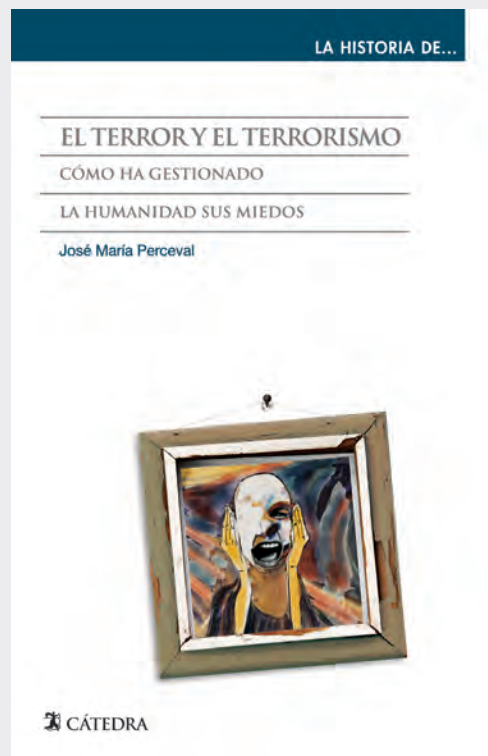 LA HISTORIA DE...
EL TERROR Y EL TERRORISMO
CÓMO HA GESTIONADO
LA HUMANIDAD SUS MIEDOS
José María Perceval
CÁTEDRA